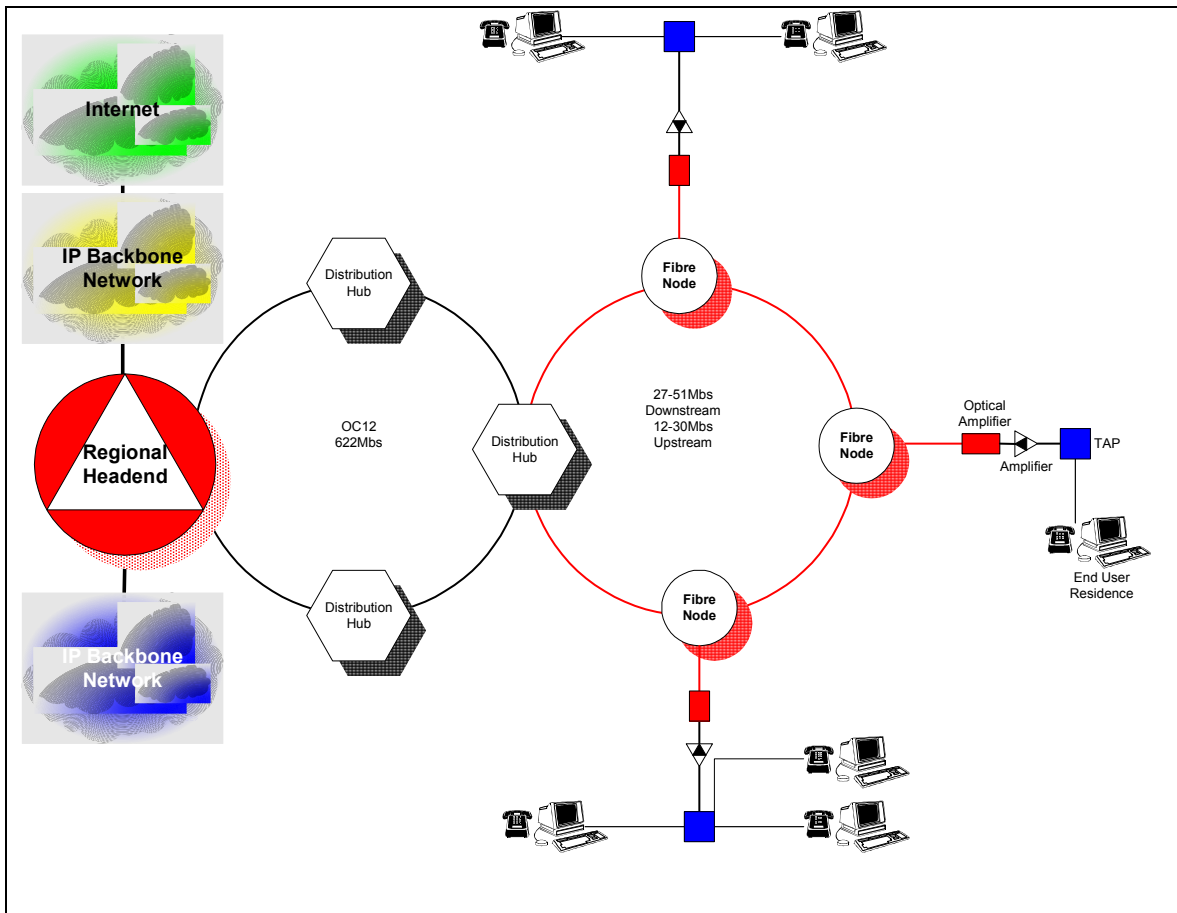 Internet
IP Backbone
Network
Regional
Headend
IP Backbone
Network
Distribution
Hub
OC12
622Mbs
Distribution
Hub
Distribution
Hub
Fibre
Node
27-51Mbs
Downstream
12-30Mbs
Upstream
Fibre
Node
Fibre
Node
Optical
Amplifier
Amplifier
TAP
End User
Residence